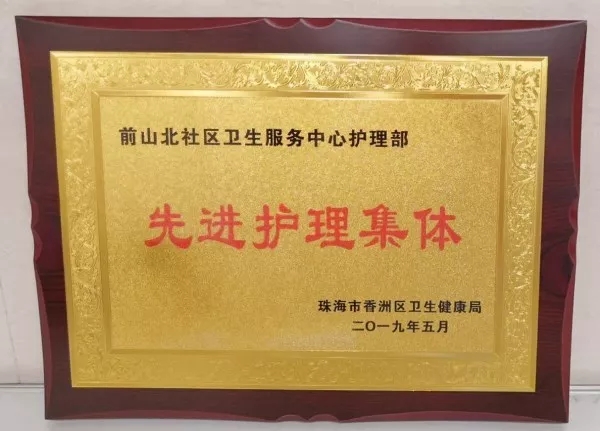 前山北社区卫生服务中心护理部
先进护理集体
珠海市香洲区卫生健康局
二〇一九年五月